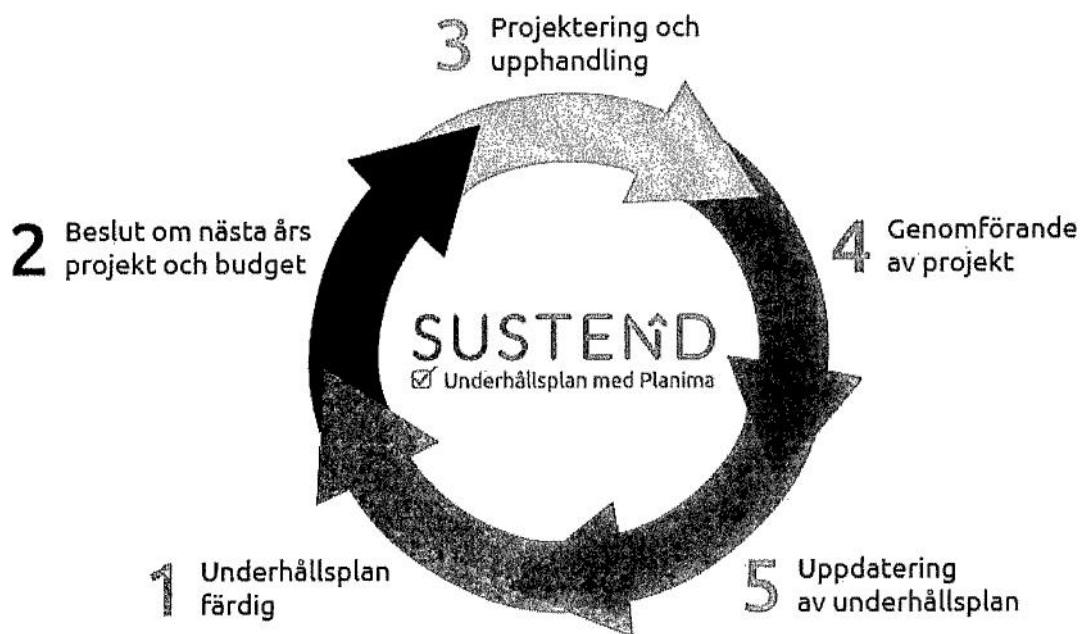 3 Projektering och
upphandling
2 Beslut om nästa års
projekt och budget
4 Genomförande
av projekt
SUSTEND
Underhållsplan med Planima
1 Underhållsplan
färdig
5 Uppdatering
av underhållsplan